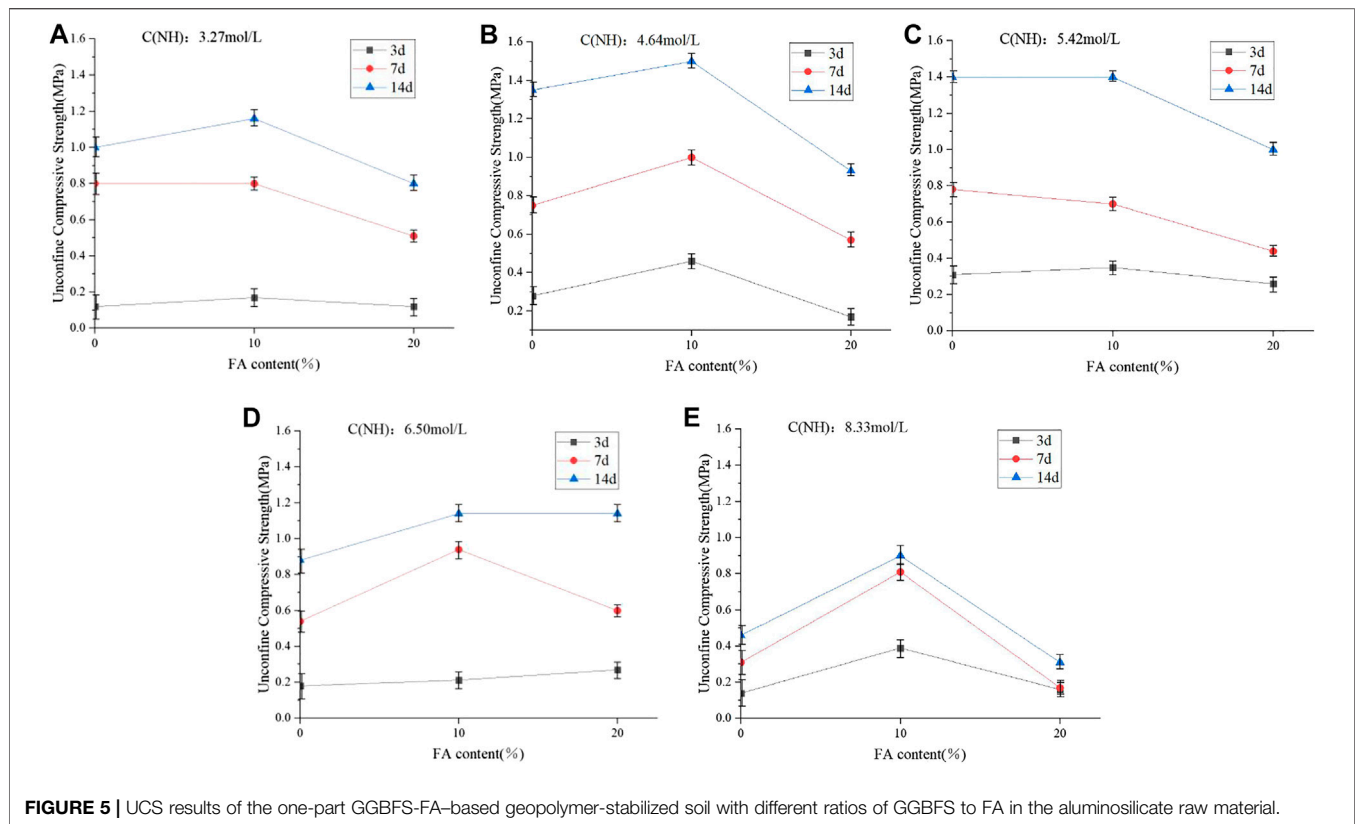 A
C(NH): 3.27mol/L
3d
7d
14d
Unconfine Compressive Strength(MPa)
1.6
1.4
1.2
1.0
0.8
0.6
0.4
0.2
0.0
0
10
20
FA content(%)
B
C(NH): 4.64mol/L
3d
7d
14d
Unconfine Compressive Strength(MPa)
1.6
1.4
1.2
1.0
0.8
0.6
0.4
0.2
0
10
20
FA content(%)
C
C(NH): 5.42mol/L
3d
7d
14d
Unconfine Compressive Strength(MPa)
1.6
1.4
1.2
1.0
0.8
0.6
0.4
0.2
0.0
0
10
20
FA content(%)
D
C(NH): 6.50mol/L
3d
7d
14d
Unconfine Compressive Strength(MPa)
1.6
1.4
1.2
1.0
0.8
0.6
0.4
0.2
0.0
0
10
20
FA content(%)
E
C(NH): 8.33mol/L
3d
7d
14d
Unconfine Compressive Strength(MPa)
1.6
1.4
1.2
1.0
0.8
0.6
0.4
0.2
0.0
0
10
20
FA content(%)
FIGURE 5 | UCS results of the one-part GGBFS-FA–based geopolymer-stabilized soil with different ratios of GGBFS to FA in the aluminosilicate raw material.